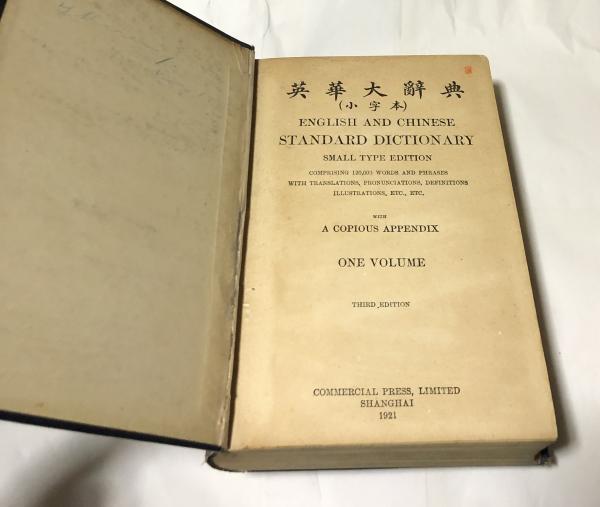 英華大辭典
(小字本)
ENGLISH AND CHINESE
STANDARD DICTIONARY
SMALL TYPE EDITION
COMPRISING 120,000 WORDS AND PHRASES
WITH TRANSLATIONS, PRONUNCIATIONS, DEFINITIONS
ILLUSTRATIONS, ETC., ETC.
WITH
A COPIOUS APPENDIX
ONE VOLUME
THIRD EDITION
COMMERCIAL PRESS, LIMITED
SHANGHAI
1921